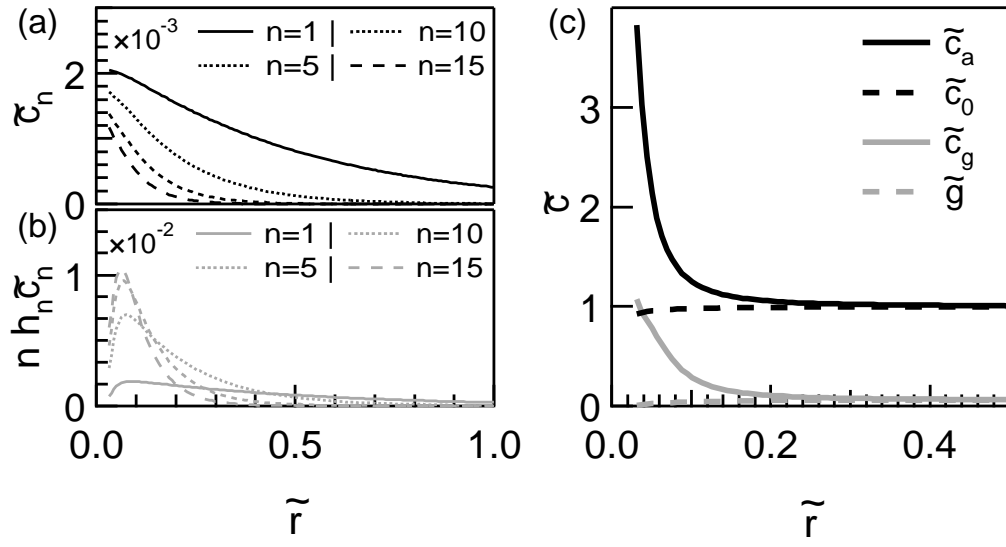 (a)
×10⁻³
n=1 | n=10
n=5 | n=15
2
0
c̃ₙ
(b)
×10⁻²
n=1 | n=10
n=5 | n=15
1
0
n hₙc̃ₙ
0.0 0.5 1.0
r̃
(c)
c̃ₐ
c̃₀
c̃g
g̃
3
2
1
0
c̃
0.0 0.2 0.4
r̃